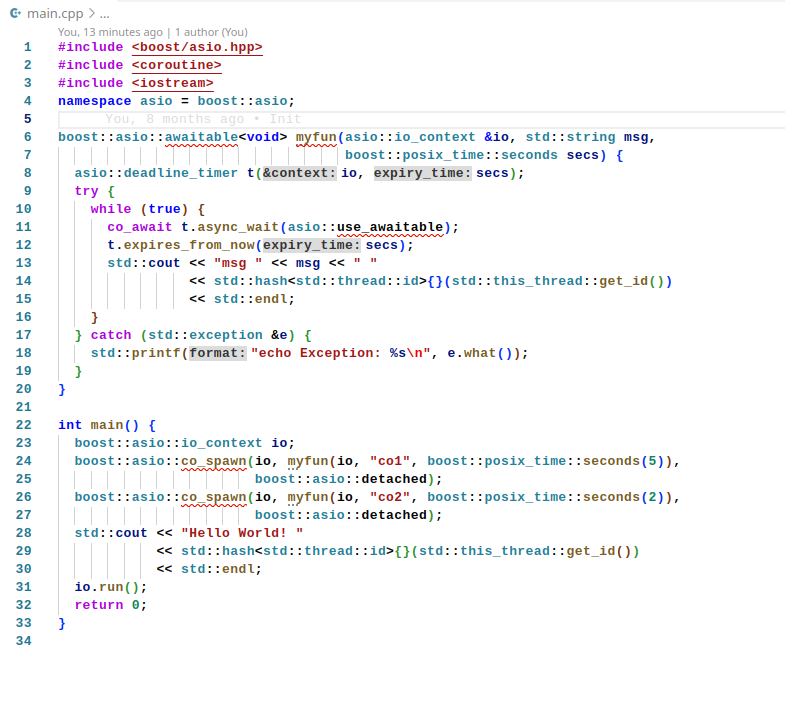 main.cpp > ...
You, 13 minutes ago | 1 author (You)
1 #include <boost/asio.hpp>
2 #include <coroutine>
3 #include <iostream>
4 namespace asio = boost::asio;
5 You, 8 months ago • Init
6 boost::asio::awaitable<void> myfun(asio::io_context &io, std::string msg,
7 boost::posix_time::seconds secs) {
8 asio::deadline_timer t(&context: io, expiry_time: secs);
9 try {
10 while (true) {
11 co_await t.async_wait(asio::use_awaitable);
12 t.expires_from_now(expiry_time: secs);
13 std::cout << "msg " << msg << " "
14 << std::hash<std::thread::id>{}(std::this_thread::get_id())
15 << std::endl;
16 }
17 } catch (std::exception &e) {
18 std::printf(format: "echo Exception: %s\n", e.what());
19 }
20 }
21
22 int main() {
23 boost::asio::io_context io;
24 boost::asio::co_spawn(io, myfun(io, "co1", boost::posix_time::seconds(5)),
25 boost::asio::detached);
26 boost::asio::co_spawn(io, myfun(io, "co2", boost::posix_time::seconds(2)),
27 boost::asio::detached);
28 std::cout << "Hello World! "
29 << std::hash<std::thread::id>{}(std::this_thread::get_id())
30 << std::endl;
31 io.run();
32 return 0;
33 }
34